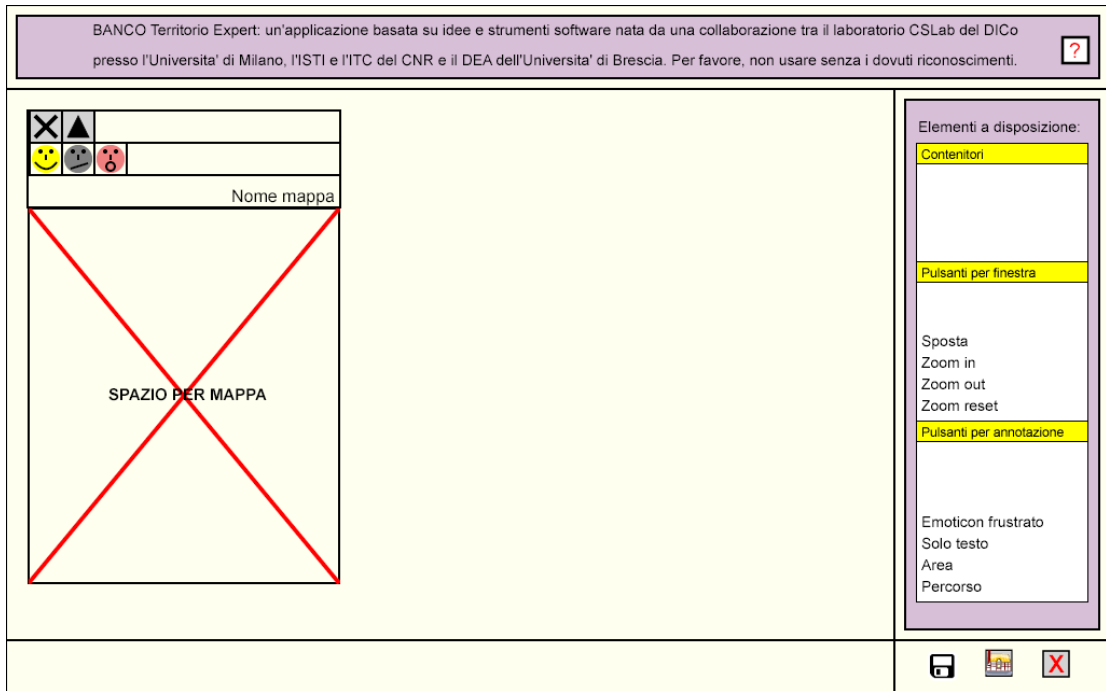 BANCO Territorio Expert: un'applicazione basata su idee e strumenti software nata da una collaborazione tra il laboratorio CSLab del DICo
presso l'Universita' di Milano, l'ISTI e l'ITC del CNR e il DEA dell'Universita' di Brescia. Per favore, non usare senza i dovuti riconoscimenti.
?
Nome mappa
SPAZIO PER MAPPA
Elementi a disposizione:
Contenitori
Pulsanti per finestra
Sposta
Zoom in
Zoom out
Zoom reset
Pulsanti per annotazione
Emoticon frustrato
Solo testo
Area
Percorso
X